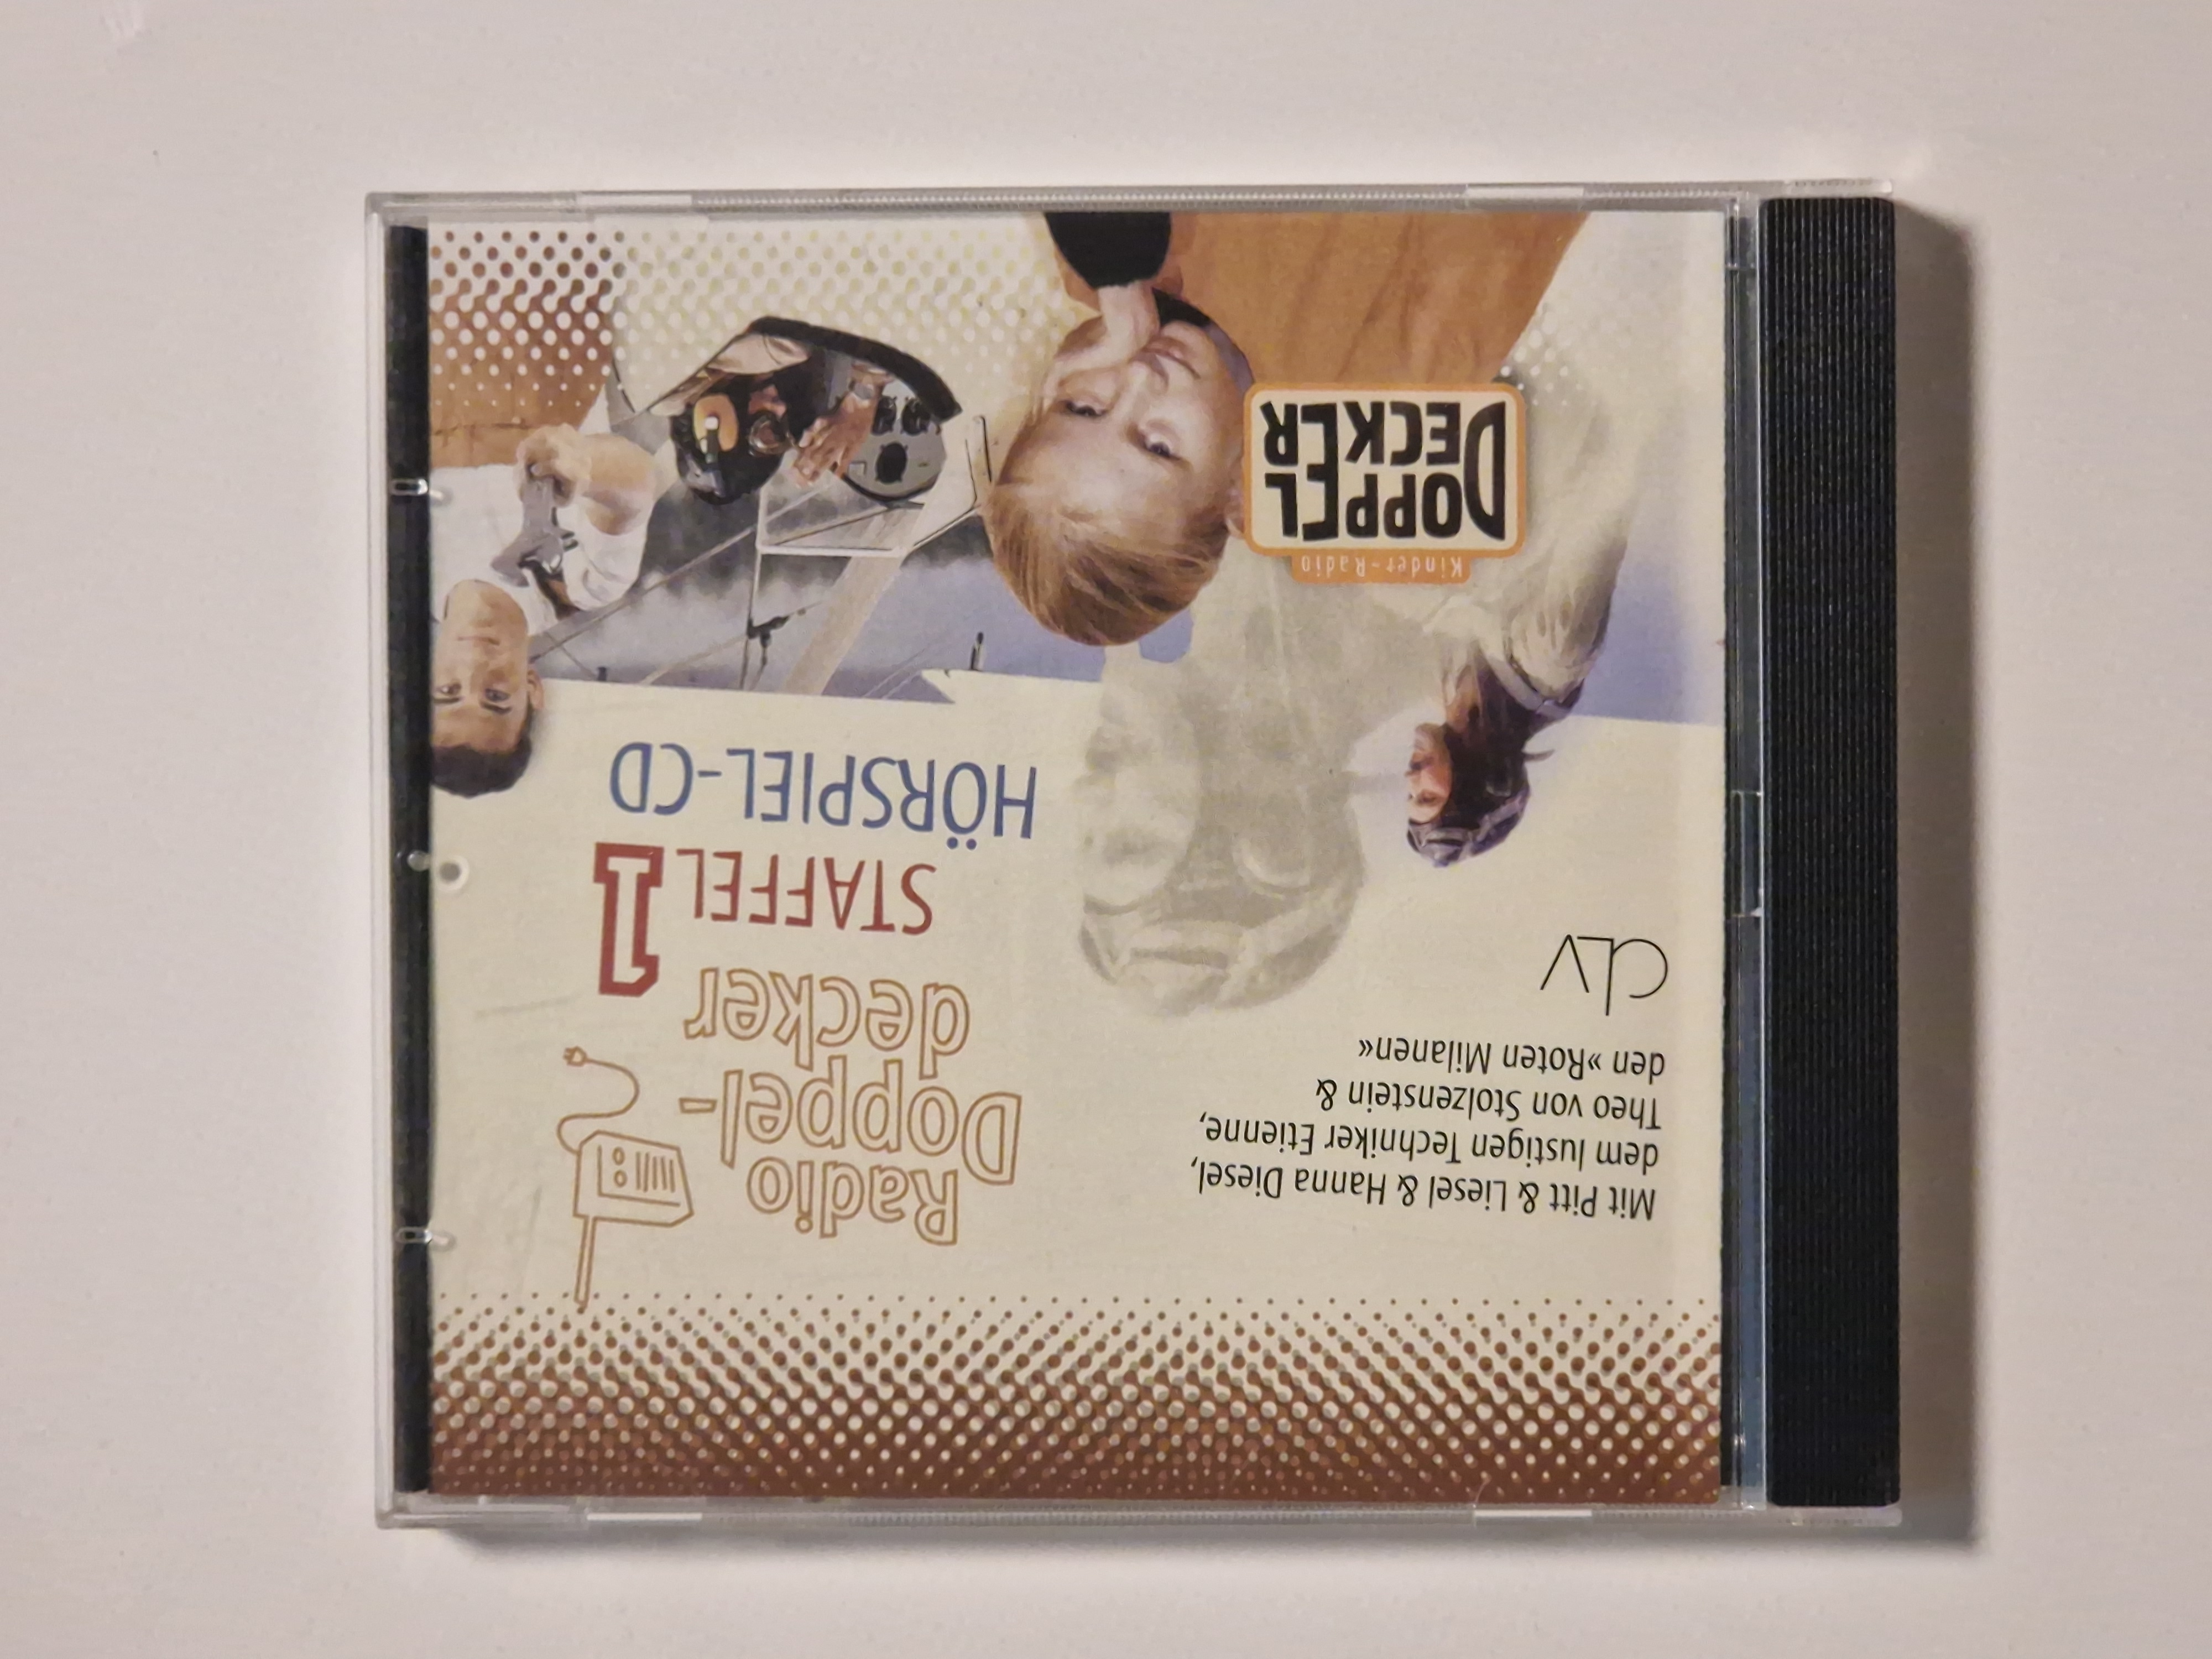 Mit Pitt & Liesel & Hanna Diesel,
dem lustigen Techniker Etienne,
Theo von Stolzenstein &
den »Roten Milanen«
clv
Radio
Doppel-
decker
STAFFEL 1
HÖRSPIEL-CD
Kinder-Radio
DOPPEL
DECKER